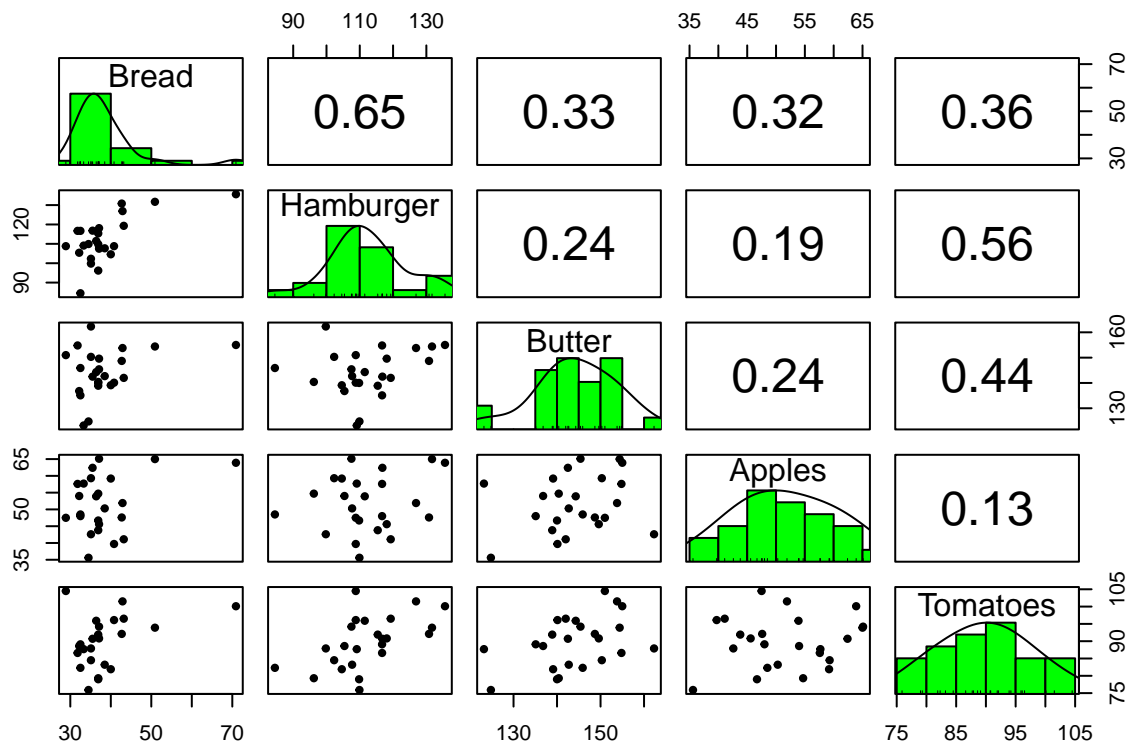 90 110 130 35 45 55 65
Bread 0.65 0.33 0.32 0.36 30 50 70
90 120 Hamburger 0.24 0.19 0.56
Butter 0.24 0.44 130 160
35 50 65 Apples 0.13
Tomatoes 75 90 105
30 50 70 130 150 75 85 95 105